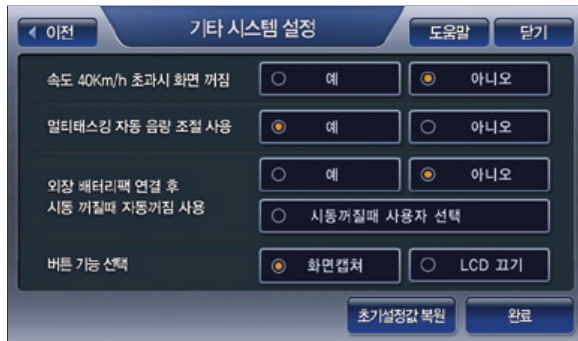 이전 기타 시스템 설정 도움말 닫기
속도 40Km/h 초과시 화면 꺼짐 예 아니오
멀티태스킹 자동 음량 조절 사용 예 아니오
외장 배터리팩 연결 후
시동 꺼질때 자동꺼짐 사용
예 아니오
시동꺼질때 사용자 선택
버튼 기능 선택 화면캡쳐 LCD 끄기
초기설정값 복원 완료